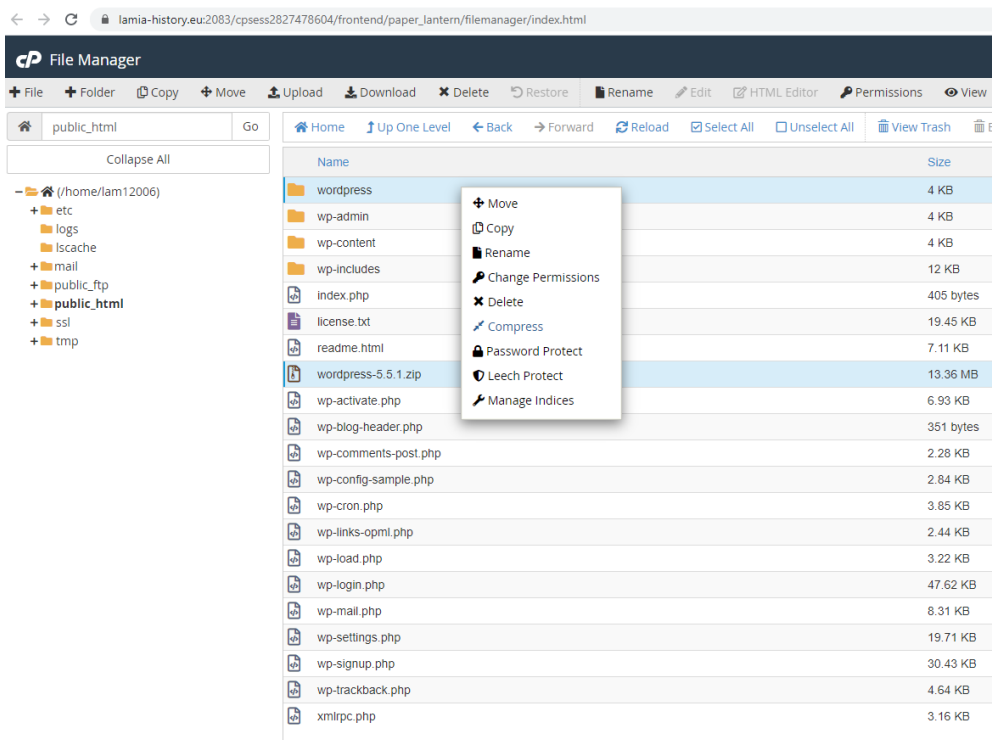 lamia-history.eu:2083/cpsess2827478604/frontend/paper_lantern/filemanager/index.html
cP File Manager
File Folder Copy Move Upload Download Delete Restore Rename Edit HTML Editor Permissions View
public_html Go Home Up One Level Back Forward Reload Select All Unselect All View Trash E
Collapse All
(/home/lam12006)
etc
logs
lscache
mail
public_ftp
public_html
ssl
tmp
Name Size
wordpress 4 KB
wp-admin 4 KB
wp-content 4 KB
wp-includes 12 KB
index.php 405 bytes
license.txt 19.45 KB
readme.html 7.11 KB
wordpress-5.5.1.zip 13.36 MB
wp-activate.php 6.93 KB
wp-blog-header.php 351 bytes
wp-comments-post.php 2.28 KB
wp-config-sample.php 2.84 KB
wp-cron.php 3.85 KB
wp-links-opml.php 2.44 KB
wp-load.php 3.22 KB
wp-login.php 47.62 KB
wp-mail.php 8.31 KB
wp-settings.php 19.71 KB
wp-signup.php 30.43 KB
wp-trackback.php 4.64 KB
xmlrpc.php 3.16 KB
Move
Copy
Rename
Change Permissions
Delete
Compress
Password Protect
Leech Protect
Manage Indices